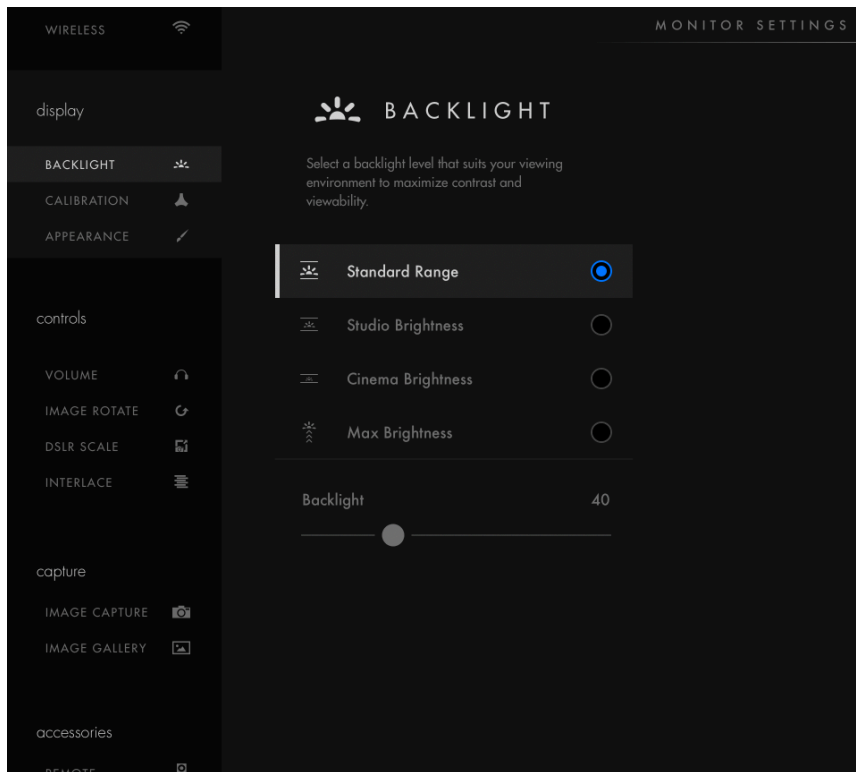 WIRELESS
MONITOR SETTINGS
display
BACKLIGHT
CALIBRATION
APPEARANCE
controls
VOLUME
IMAGE ROTATE
DSLR SCALE
INTERLACE
capture
IMAGE CAPTURE
IMAGE GALLERY
accessories
REMOTE
BACKLIGHT
Select a backlight level that suits your viewing
environment to maximize contrast and
viewability.
Standard Range
Studio Brightness
Cinema Brightness
Max Brightness
Backlight 40